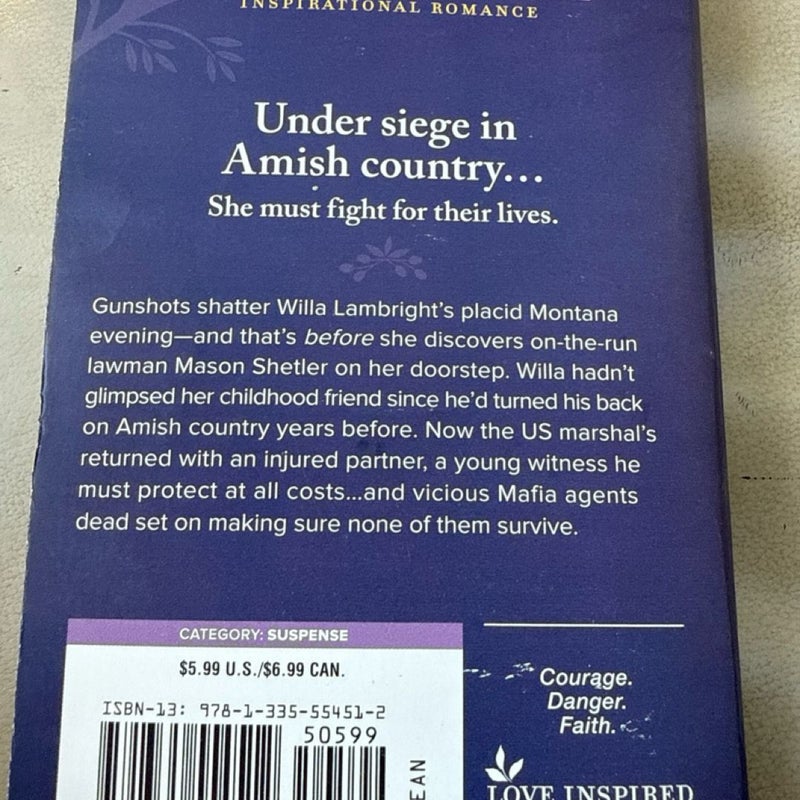 INSPIRATIONAL ROMANCE
Under siege in
Amish country...
She must fight for their lives.
Gunshots shatter Willa Lambright's placid Montana
evening—and that's before she discovers on-the-run
lawman Mason Shetler on her doorstep. Willa hadn't
glimpsed her childhood friend since he'd turned his back
on Amish country years before. Now the US marshal's
returned with an injured partner, a young witness he
must protect at all costs...and vicious Mafia agents
dead set on making sure none of them survive.
CATEGORY: SUSPENSE
$5.99 U.S./$6.99 CAN.
ISBN-13: 978-1-335-55451-2
50599
EAN
Courage.
Danger.
Faith.
LOVE INSPIRED